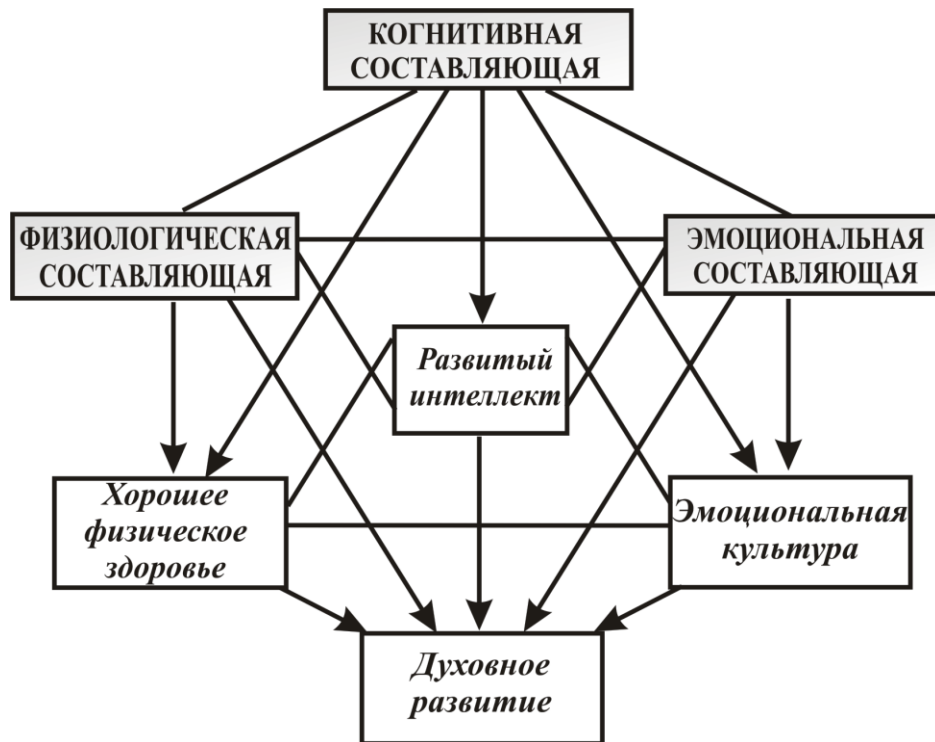 КОГНИТИВНАЯ
СОСТАВЛЯЮЩАЯ
ФИЗИОЛОГИЧЕСКАЯ
СОСТАВЛЯЮЩАЯ
ЭМОЦИОНАЛЬНАЯ
СОСТАВЛЯЮЩАЯ
Развитый
интеллект
Хорошее
физическое
здоровье
Эмоциональная
культура
Духовное
развитие